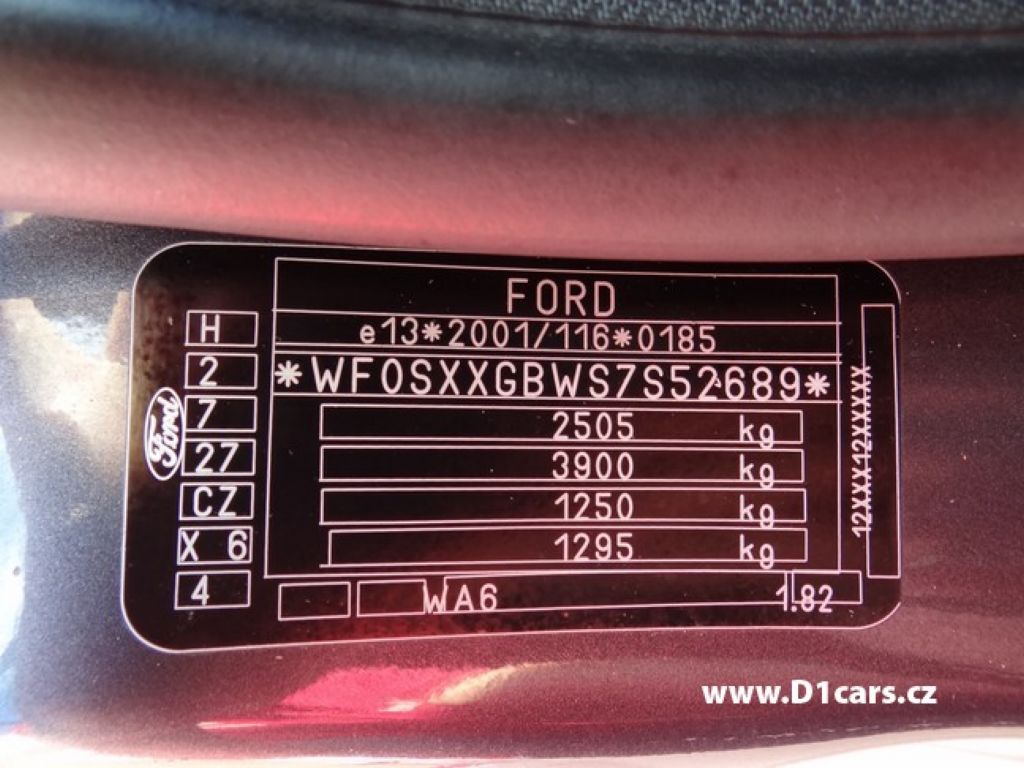 FORD
e13*2001/116*0185
*WF0SXXGBWS7S52689*
2505 kg
3900 kg
1250 kg
1295 kg
WA6 1.82
H
2
7
27
CZ
X 6
4
Ford
12XXX12XXXXXX
www.D1cars.cz